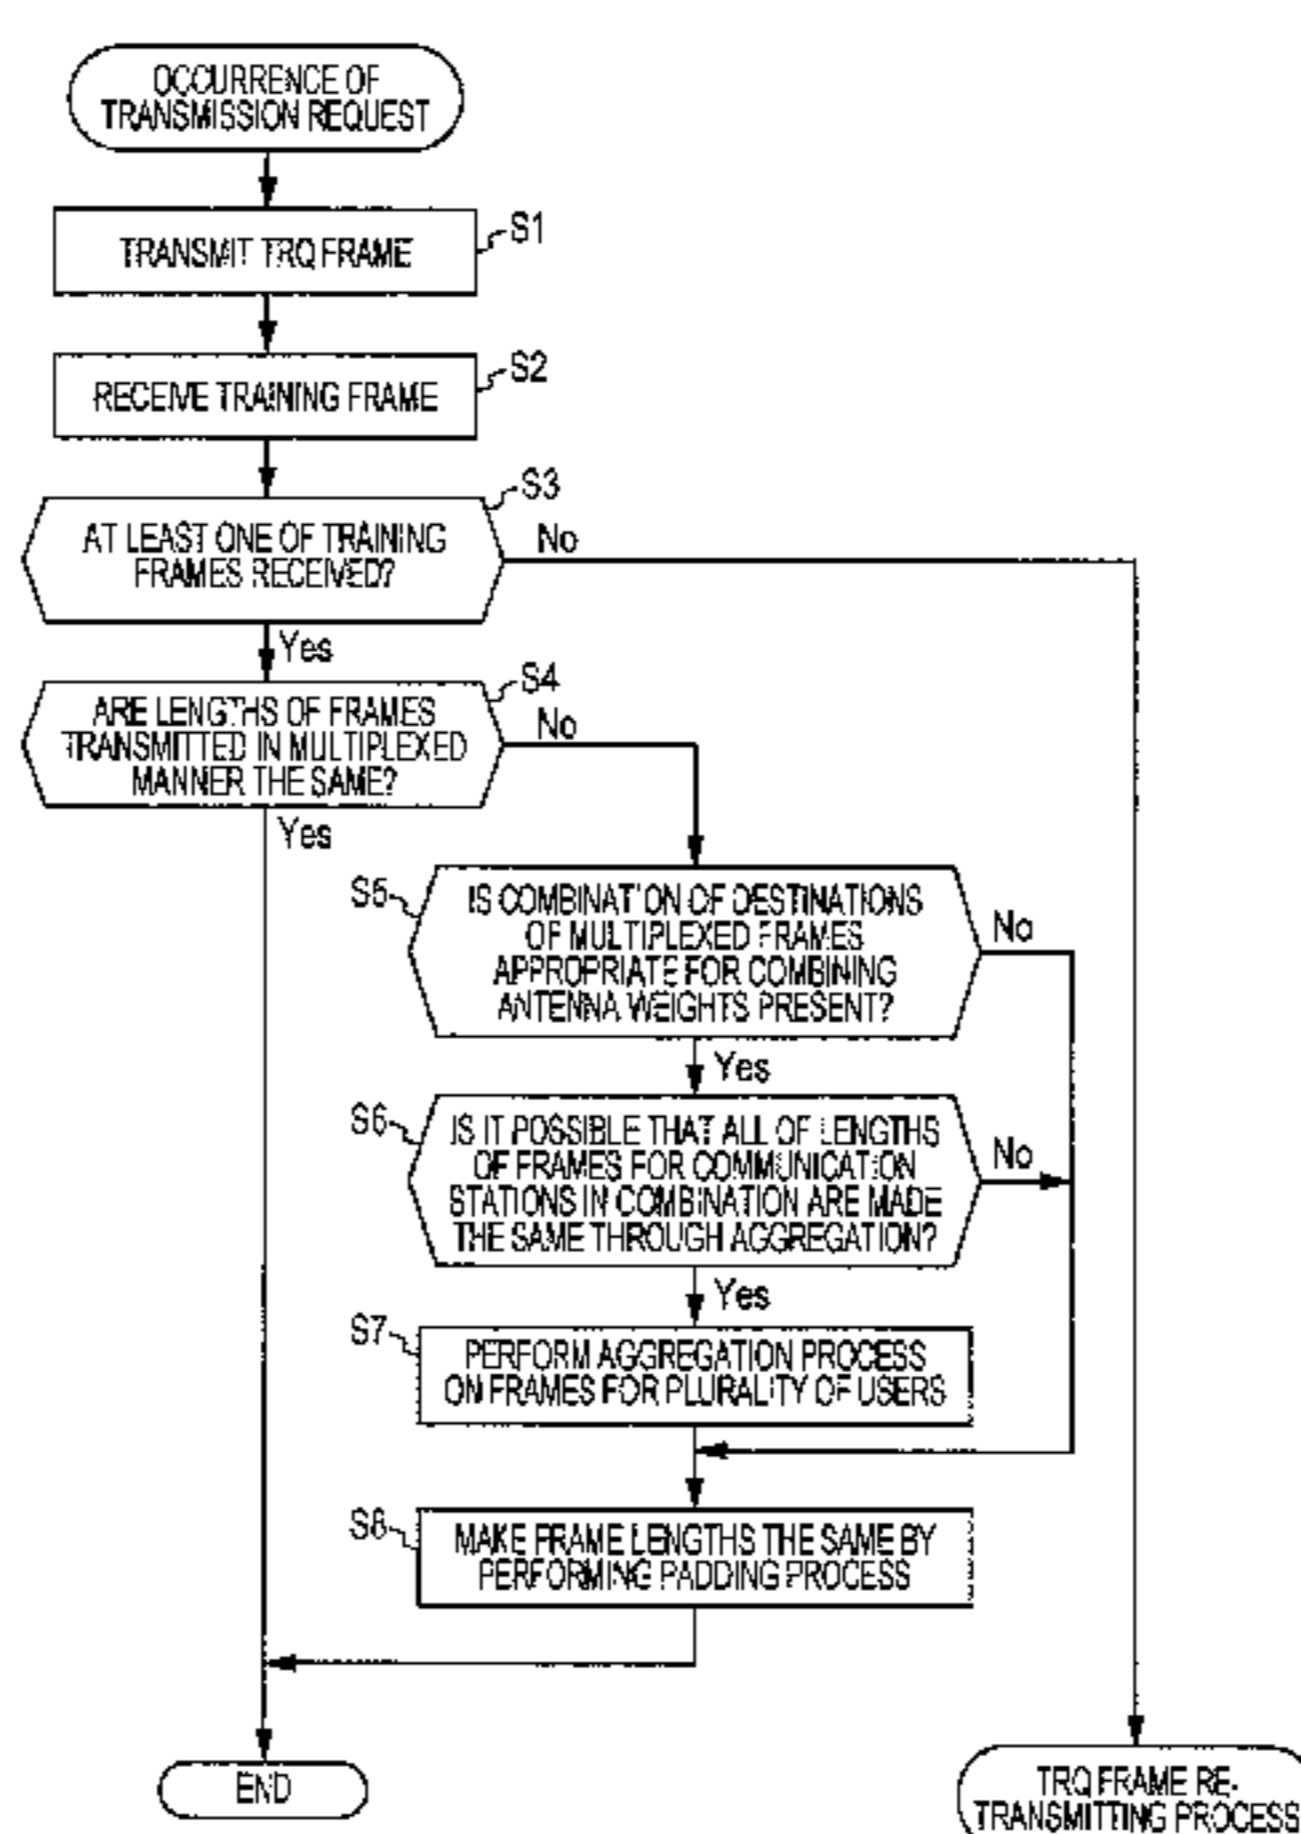 OCCURRENCE OF
TRANSMISSION REQUEST
S1
TRANSMIT TRQ FRAME
S2
RECEIVE TRAINING FRAME
S3
AT LEAST ONE OF TRAINING
FRAMES RECEIVED?
No
Yes
S4
ARE LENGTHS OF FRAMES
TRANSMITTED IN MULTIPLEXED
MANNER THE SAME?
No
Yes
S5
IS COMBINATION OF DESTINATIONS
OF MULTIPLEXED FRAMES
APPROPRIATE FOR COMBINING
ANTENNA WEIGHTS PRESENT?
No
Yes
S6
IS IT POSSIBLE THAT ALL OF LENGTHS
OF FRAMES FOR COMMUNICATION
STATIONS IN COMBINATION ARE MADE
THE SAME THROUGH AGGREGATION?
No
Yes
S7
PERFORM AGGREGATION PROCESS
ON FRAMES FOR PLURALITY OF USERS
S8
MAKE FRAME LENGTHS THE SAME BY
PERFORMING PADDING PROCESS
END
TRQ FRAME RE-
TRANSMITTING PROCESS